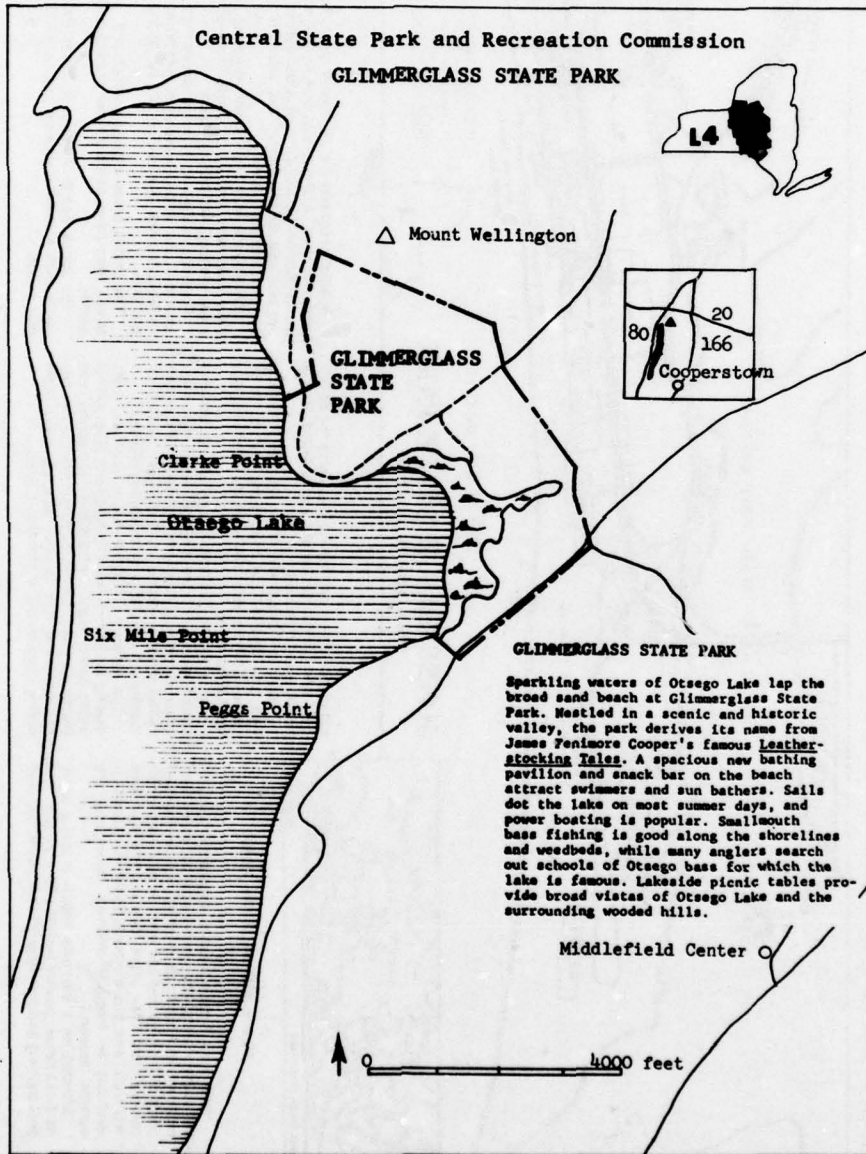 Central State Park and Recreation Commission
GLIMMERGLASS STATE PARK
L4
Mount Wellington
20
80
166
Cooperstown
GLIMMERGLASS
STATE
PARK
Clarke Point
Otsego Lake
Six Mile Point
Peggs Point
GLIMMERGLASS STATE PARK
Sparkling waters of Otsego Lake lap the
broad sand beach at Glimmerglass State
Park. Nestled in a scenic and historic
valley, the park derives its name from
James Fenimore Cooper's famous Leather-
stocking Tales. A spacious new bathing
pavilion and snack bar on the beach
attract swimmers and sun bathers. Sails
dot the lake on most summer days, and
power boating is popular. Smallmouth
bass fishing is good along the shorelines
and weedbeds, while many anglers search
out schools of Otsego bass for which the
lake is famous. Lakeside picnic tables pro-
vide broad vistas of Otsego Lake and the
surrounding wooded hills.
Middlefield Center
0 4000 feet